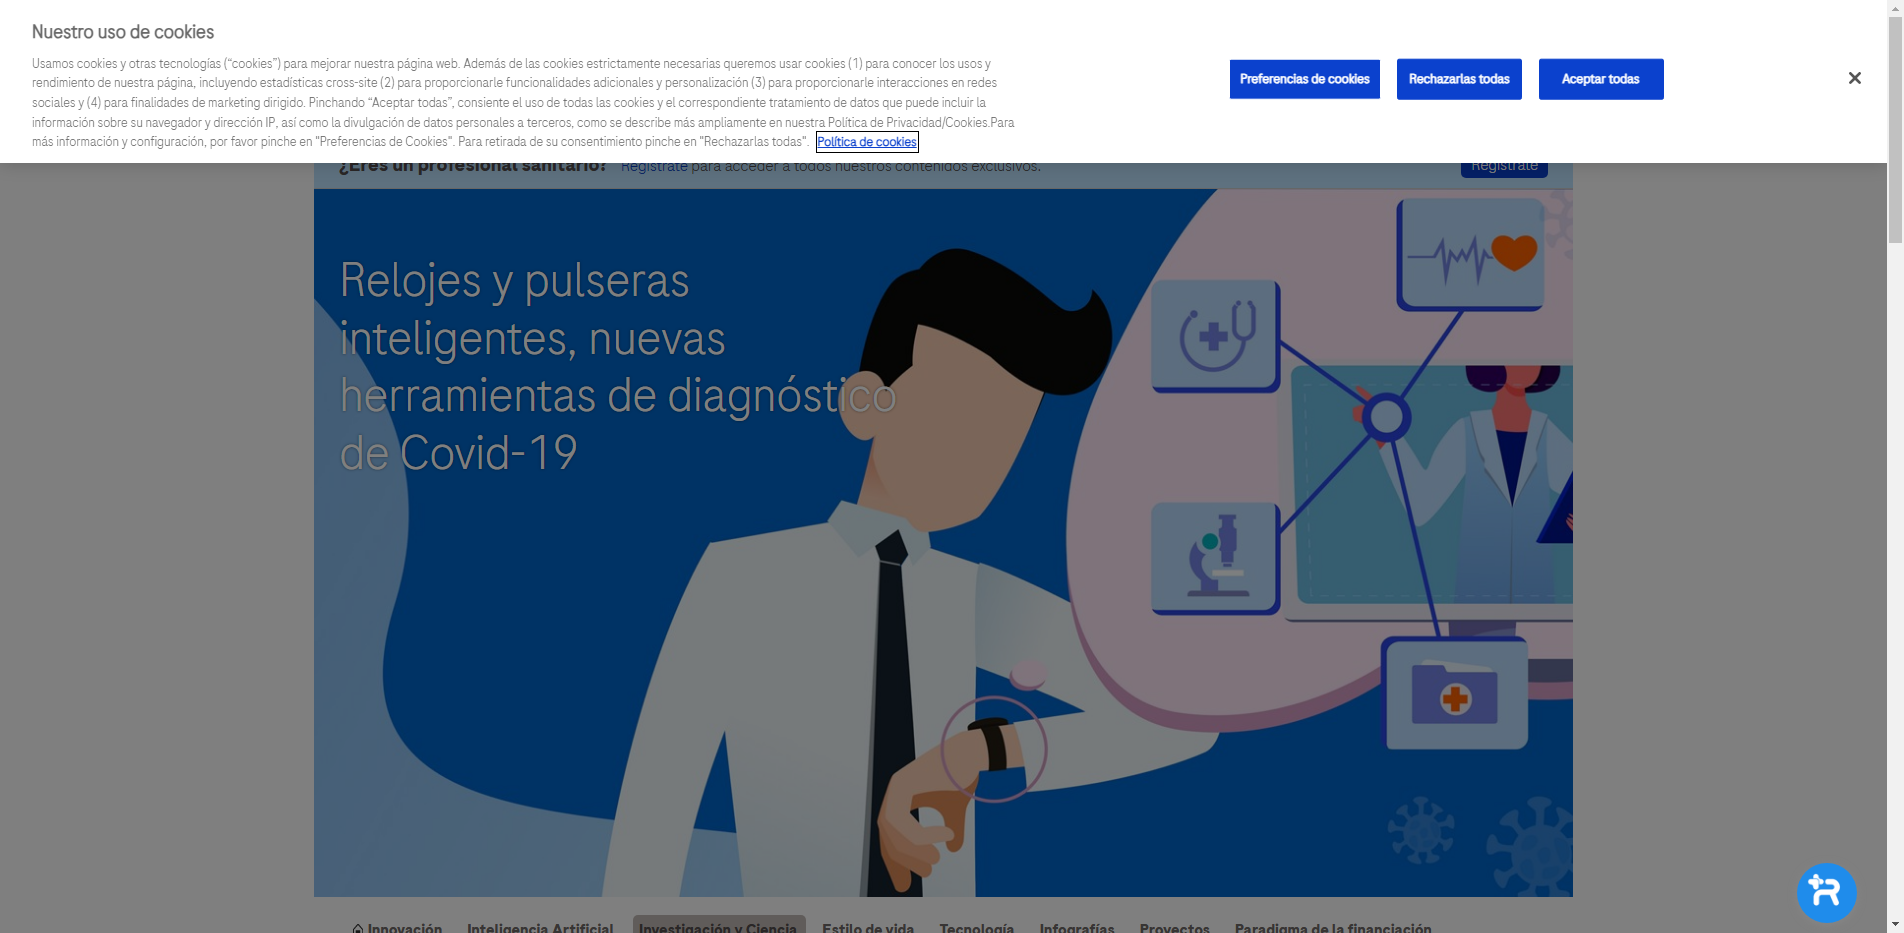 Nuestro uso de cookies
Usamos cookies y otras tecnologías (“cookies”) para mejorar nuestra página web. Además de las cookies estrictamente necesarias queremos usar cookies (1) para conocer los usos y
rendimiento de nuestra página, incluyendo estadísticas cross-site (2) para proporcionarle funcionalidades adicionales y personalización (3) para proporcionarle interacciones en redes
sociales y (4) para finalidades de marketing dirigido. Pinchando “Aceptar todas”, consiente el uso de todas las cookies y el correspondiente tratamiento de datos que puede incluir la
información sobre su navegador y dirección IP, así como la divulgación de datos personales a terceros, como se describe más ampliamente en nuestra Política de Privacidad/Cookies.Para
más información y configuración, por favor pinche en "Preferencias de Cookies". Para retirada de su consentimiento pinche en "Rechazarlas todas". Política de cookies
Preferencias de cookies
Rechazarlas todas
Aceptar todas
¿Eres un profesional sanitario? Regístrate para acceder a todos nuestros contenidos exclusivos.
Regístrate
Relojes y pulseras
inteligentes, nuevas
herramientas de diagnóstico
de Covid-19
Innovación Inteligencia Artificial Investigación y Ciencia Estilo de vida Tecnología Infografías Proyectos Paradigma de la financiación